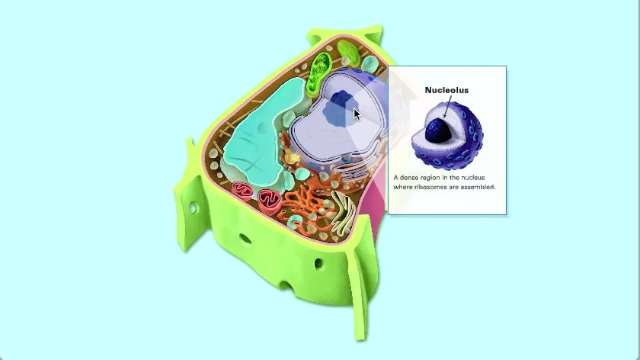 Nucleolus
A dense region in the nucleus
where ribosomes are assembled.